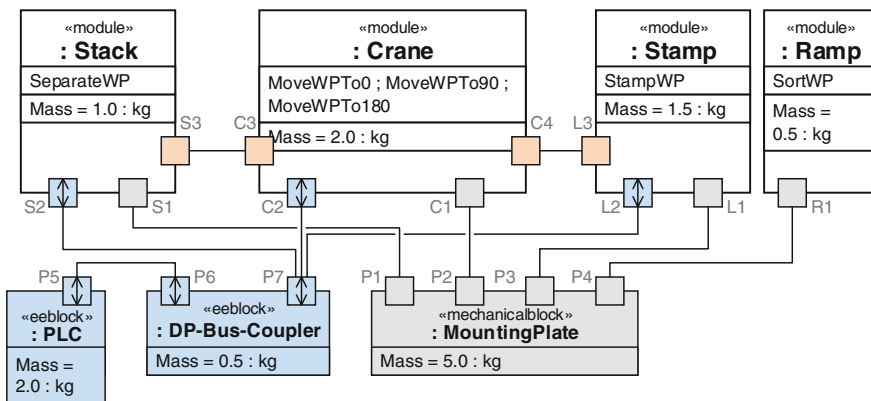 «module»
: Stack
SeparateWP
Mass = 1.0 : kg
«module»
: Crane
MoveWPTo0 ; MoveWPTo90 ;
MoveWPTo180
Mass = 2.0 : kg
«module»
: Stamp
StampWP
Mass = 1.5 : kg
«module»
: Ramp
SortWP
Mass =
0.5 : kg
S3
C3
C4
L3
S2
S1
C2
C1
L2
L1
R1
P5
P6
P7
P1
P2
P3
P4
«eeblock»
: PLC
Mass =
2.0 : kg
«eeblock»
: DP-Bus-Coupler
Mass = 0.5 : kg
«mechanicalblock»
: MountingPlate
Mass = 5.0 : kg